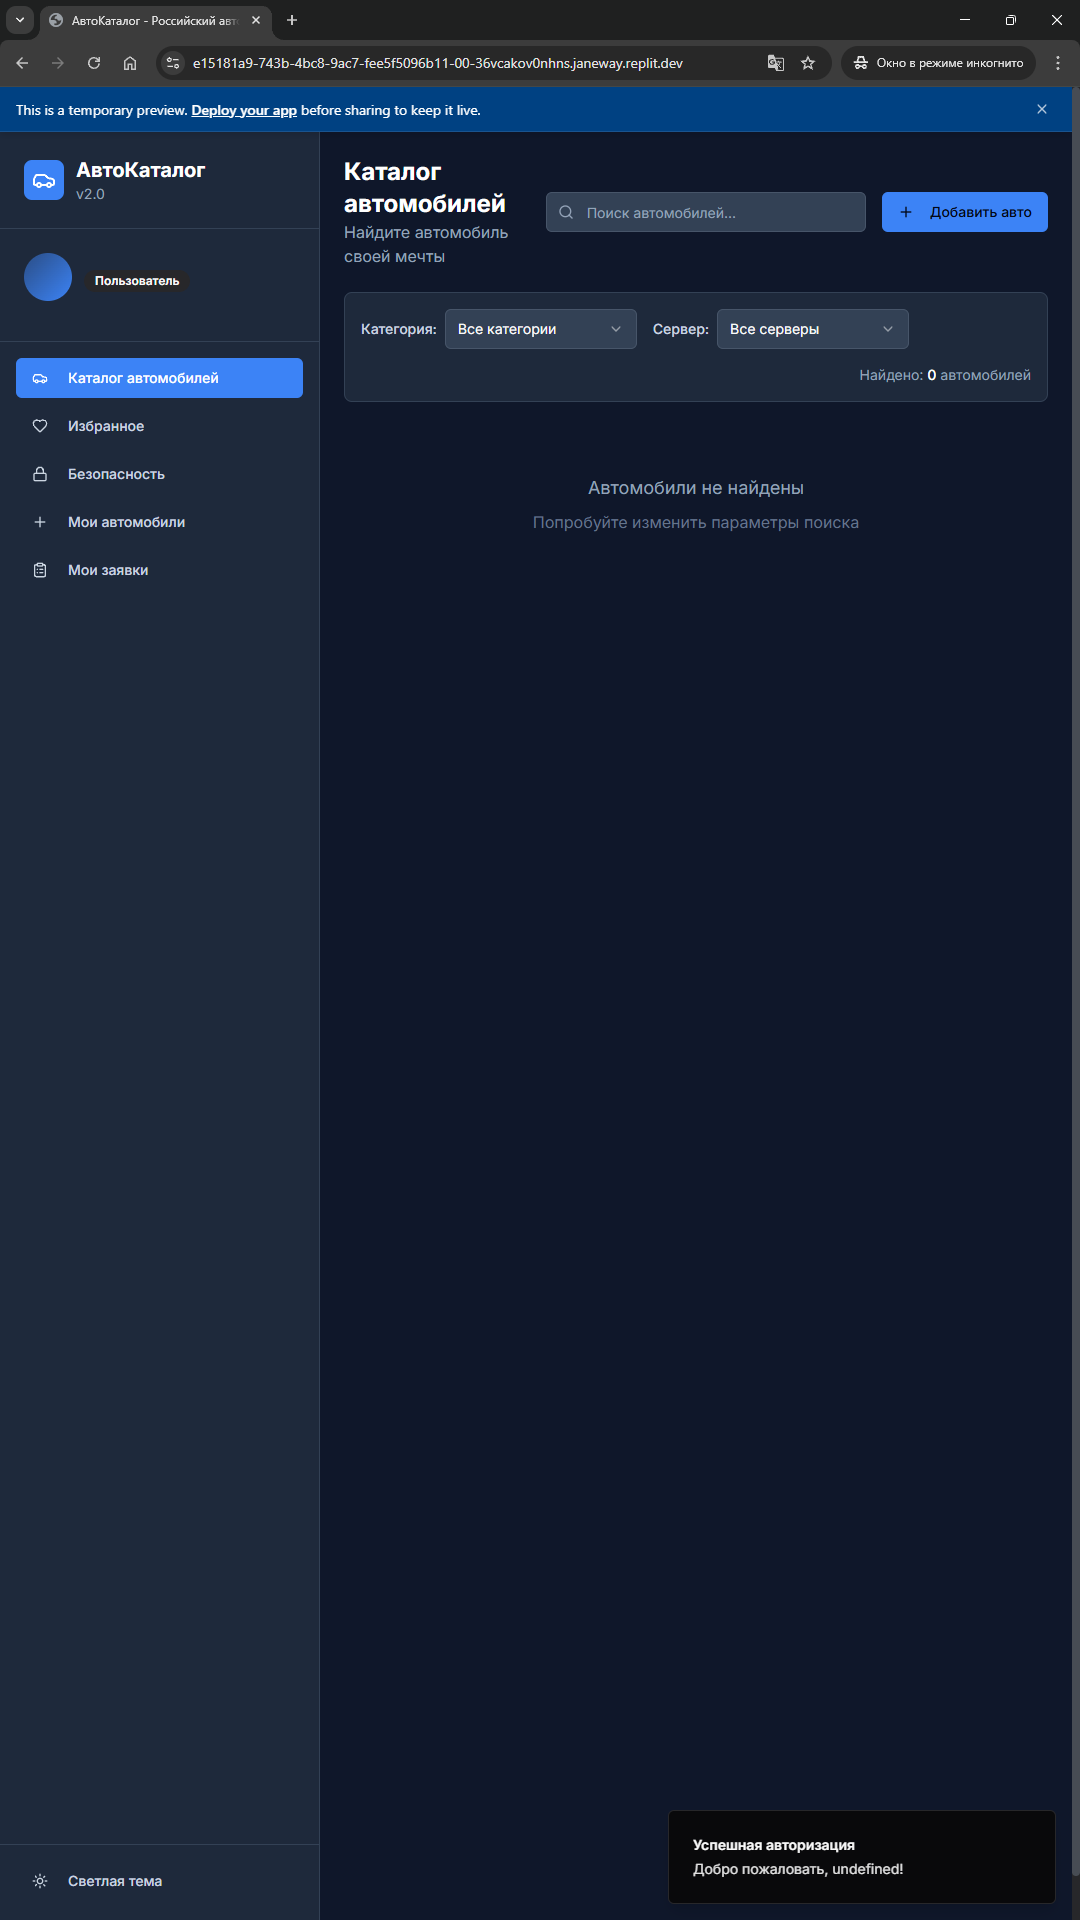 АвтоКаталог - Российский авто
e15181a9-743b-4bc8-9ac7-fee5f5096b11-00-36vcakov0nhns.janeway.replit.dev
Окно в режиме инкогнито
This is a temporary preview. Deploy your app before sharing to keep it live.
АвтоКаталог
v2.0
Пользователь
Каталог автомобилей
Избранное
Безопасность
Мои автомобили
Мои заявки
Светлая тема
Каталог
автомобилей
Найдите автомобиль
своей мечты
Поиск автомобилей...
Добавить авто
Категория: Все категории Сервер: Все серверы
Найдено: 0 автомобилей
Автомобили не найдены
Попробуйте изменить параметры поиска
Успешная авторизация
Добро пожаловать, undefined!